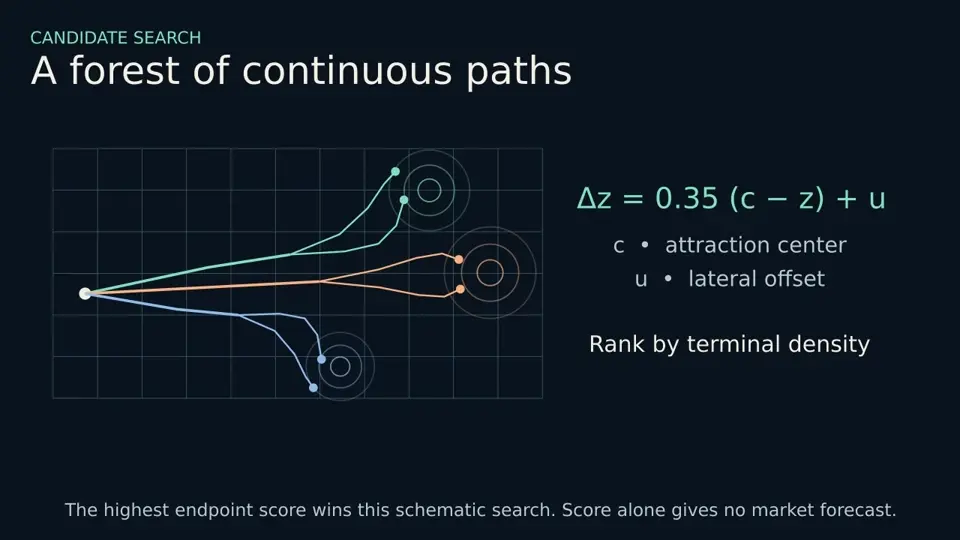 CANDIDATE SEARCH
A forest of continuous paths
Δz = 0.35 (c − z) + u
c • attraction center
u • lateral offset
Rank by terminal density
The highest endpoint score wins this schematic search. Score alone gives no market forecast.